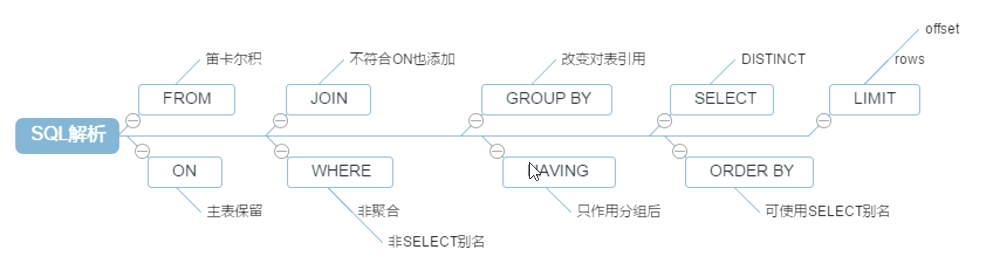 offset
笛卡尔积
不符合ON也添加
改变对表引用
DISTINCT
rows
FROM
JOIN
GROUP BY
SELECT
LIMIT
SQL解析
ON
WHERE
HAVING
ORDER BY
主表保留
非聚合
只作用分组后
可使用SELECT别名
非SELECT别名